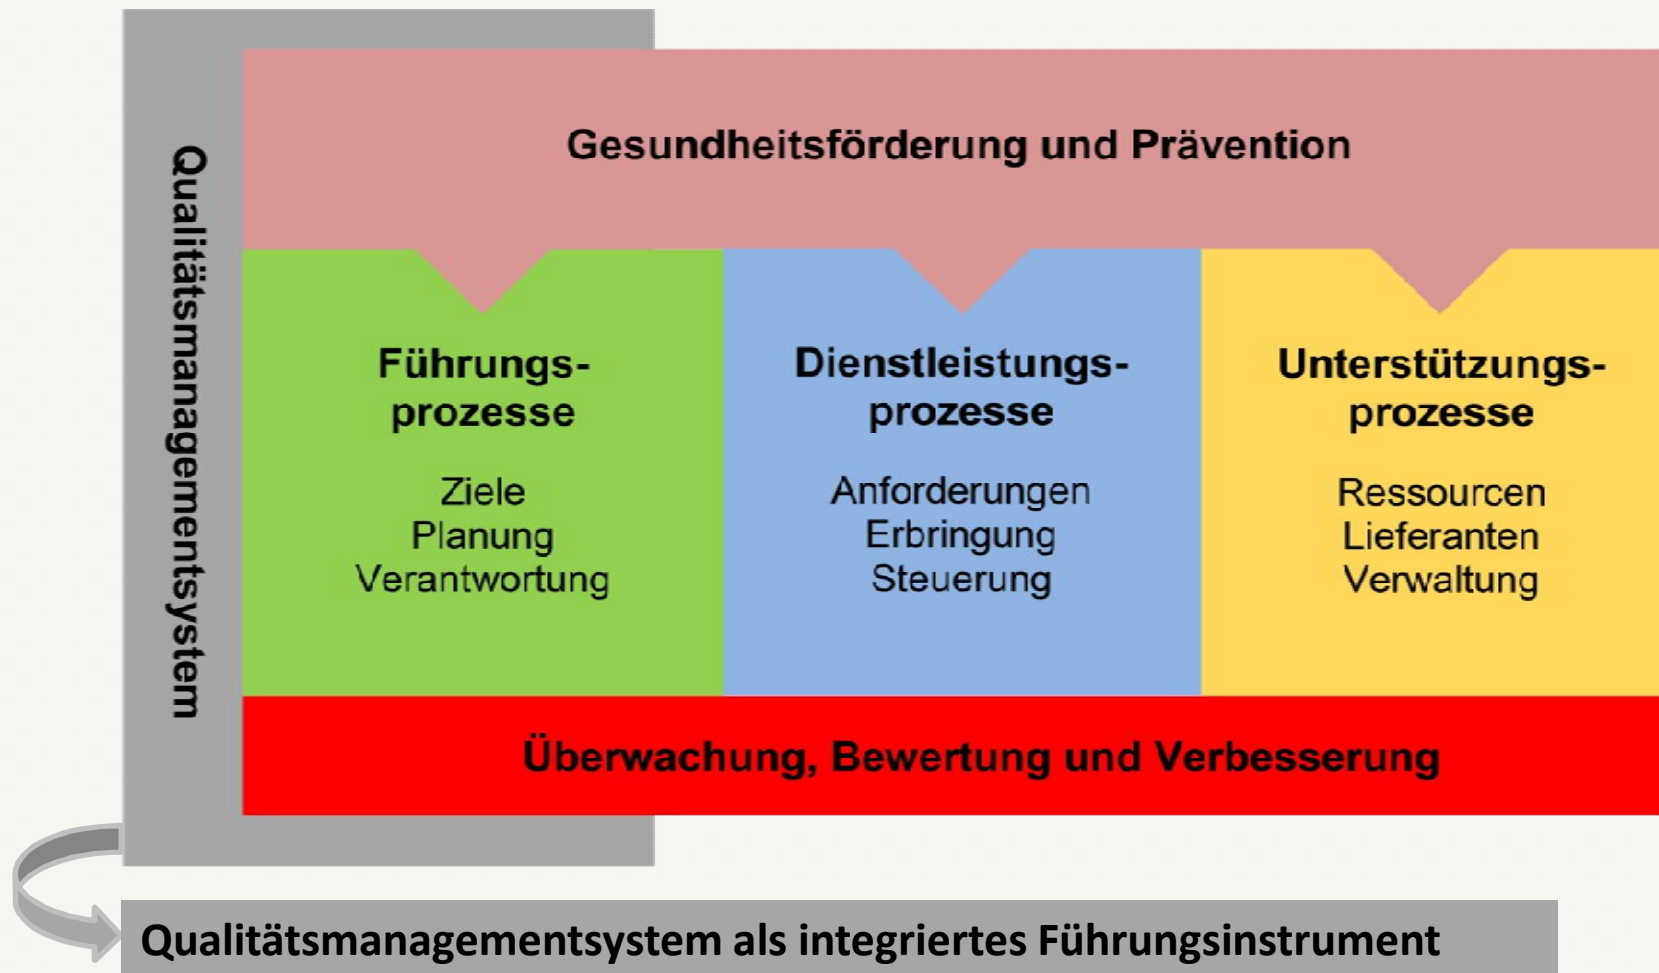 Qualitätsmanagementsystem
Gesundheitsförderung und Prävention
Führungs-
prozesse
Ziele
Planung
Verantwortung
Dienstleistungs-
prozesse
Anforderungen
Erbringung
Steuerung
Unterstützungs-
prozesse
Ressourcen
Lieferanten
Verwaltung
Überwachung, Bewertung und Verbesserung
Qualitätsmanagementsystem als integriertes Führungsinstrument